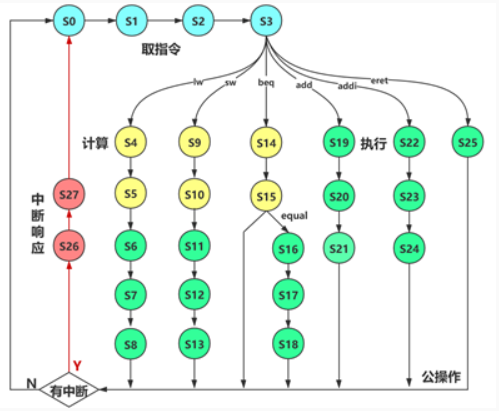 S0 S1 S2 S3
取指令
lw sw beq add addi eret
计算 S4 S9 S14 S19 执行 S22 S25
S27 S5 S10 S15 S20 S23
中断响应
equal
S26 S6 S11 S16 S21 S24
S7 S12 S17
S8 S13 S18
Y
N 有中断 公操作